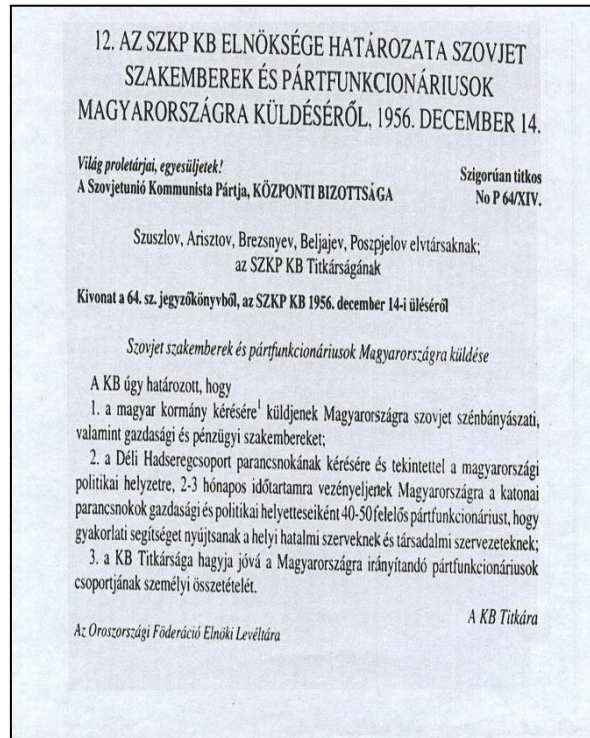 12. AZ SZKP KB ELNÖKSÉGE HATÁROZATA SZOVJET
SZAKEMBEREK ÉS PÁRTFUNKCIONÁRIUSOK
MAGYARORSZÁGRA KÜLDÉSÉRŐL, 1956. DECEMBER 14.
Világ proletárjai, egyesüljetek!
A Szovjetunió Kommunista Pártja, KÖZPONTI BIZOTTSÁGA
Szigorúan titkos
No P 64/XIV.
Szuszlov, Arisztov, Brezsnyev, Beljajev, Poszpjelov elvtársaknak;
az SZKP KB Titkárságának
Kivonat a 64. sz. jegyzőkönyvből, az SZKP KB 1956. december 14-i üléséről
Szovjet szakemberek és pártfunkcionáriusok Magyarországra küldése
A KB úgy határozott, hogy
1. a magyar kormány kérésére¹ küldjenek Magyarországra szovjet szénbányászati,
valamint gazdasági és pénzügyi szakembereket;
2. a Déli Hadseregcsoport parancsnokának kérésére és tekintettel a magyarországi
politikai helyzetre, 2-3 hónapos időtartamra vezényeljenek Magyarországra a katonai
parancsnokok gazdasági és politikai helyetteseiként 40-50 felelős pártfunkcionáriust, hogy
gyakorlati segítséget nyújtsanak a helyi hatalmi szerveknek és társadalmi szervezeteknek;
3. a KB Titkársága hagyja jóvá a Magyarországra irányítandó pártfunkcionáriusok
csoportjának személyi összetételét.
A KB Titkára
Az Oroszországi Föderáció Elnöki Levéltára